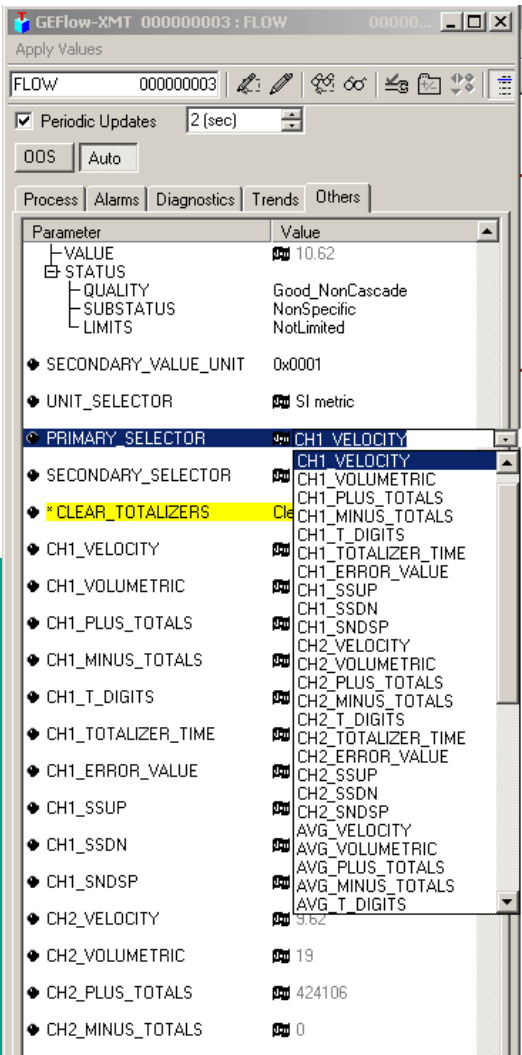 GEFlow-XMT 000000003 : FLOW 00000...
Apply Values
FLOW 000000003
Periodic Updates 2 (sec)
OOS Auto
Process Alarms Diagnostics Trends Others
Parameter Value
VALUE 10.62
STATUS
QUALITY Good_NonCascade
SUBSTATUS NonSpecific
LIMITS NotLimited
SECONDARY_VALUE_UNIT 0x0001
UNIT_SELECTOR SI metric
PRIMARY_SELECTOR CH1_VELOCITY
CH1_VELOCITY
SECONDARY_SELECTOR CH1_VOLUMETRIC
CH1_PLUS_TOTALS
* CLEAR_TOTALIZERS Cle CH1_MINUS_TOTALS
CH1_T_DIGITS
CH1_VELOCITY CH1_TOTALIZER_TIME
CH1_ERROR_VALUE
CH1_VOLUMETRIC CH1_SSUP
CH1_SSDN
CH1_PLUS_TOTALS CH1_SNDSP
CH2_VELOCITY
CH1_MINUS_TOTALS CH2_VOLUMETRIC
CH2_PLUS_TOTALS
CH1_T_DIGITS CH2_MINUS_TOTALS
CH2_T_DIGITS
CH1_TOTALIZER_TIME CH2_TOTALIZER_TIME
CH2_ERROR_VALUE
CH1_ERROR_VALUE CH2_SSUP
CH2_SSDN
CH1_SSUP CH2_SNDSP
AVG_VELOCITY
CH1_SSDN AVG_VOLUMETRIC
AVG_PLUS_TOTALS
CH1_SNDSP AVG_MINUS_TOTALS
AVG_T_DIGITS
CH2_VELOCITY 9.62
CH2_VOLUMETRIC 19
CH2_PLUS_TOTALS 424106
CH2_MINUS_TOTALS 0